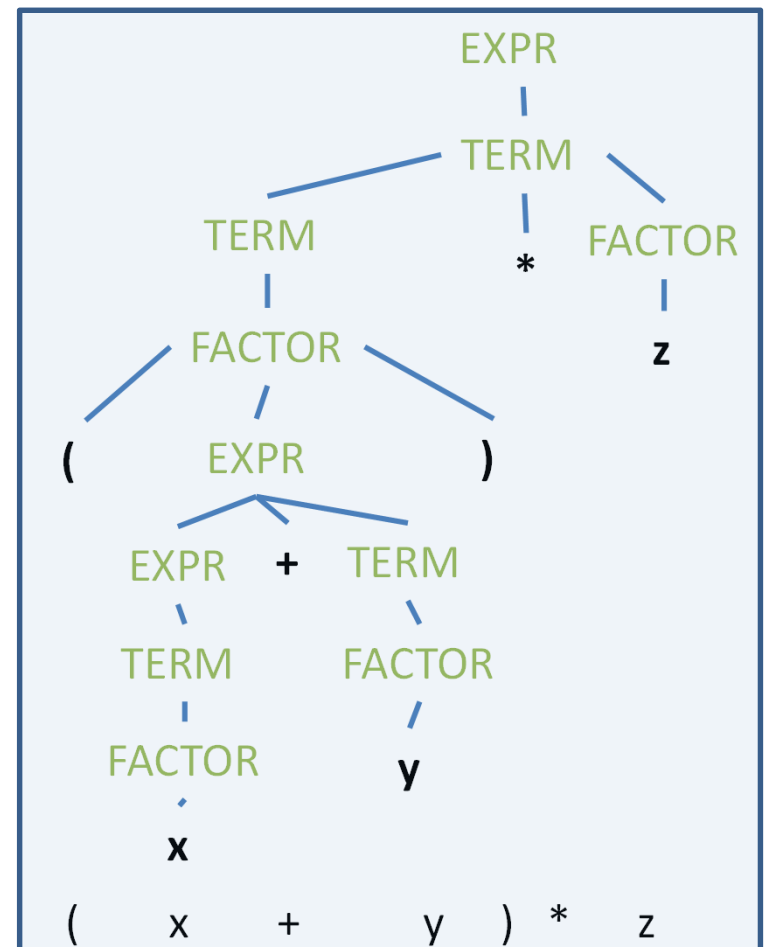 EXPR
TERM
TERM * FACTOR
FACTOR z
( EXPR )
EXPR + TERM
TERM FACTOR
FACTOR y
x
( x + y ) * z